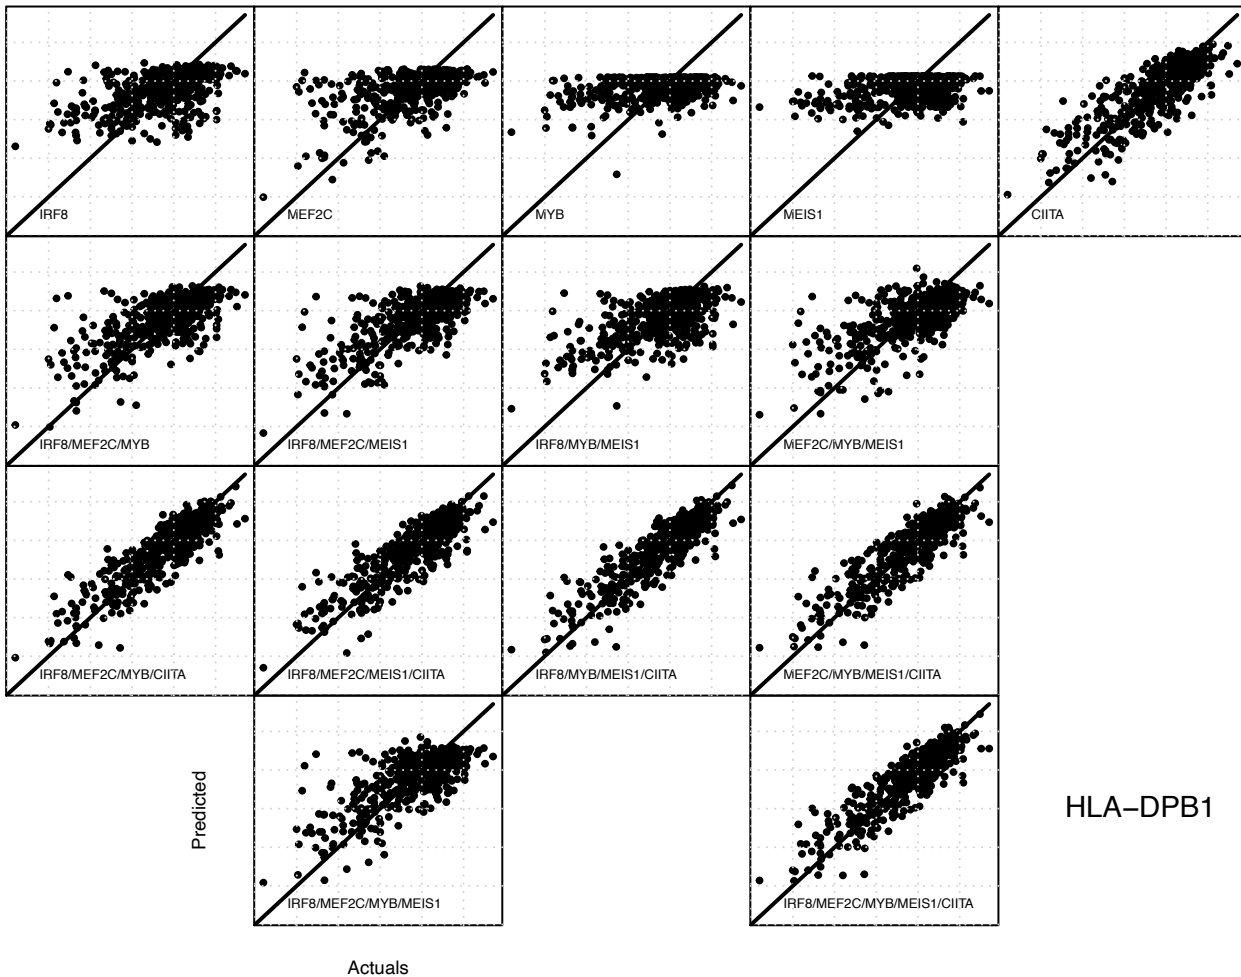 IRF8
MEF2C
MYB
MEIS1
CIITA
IRF8/MEF2C/MYB
IRF8/MEF2C/MEIS1
IRF8/MYB/MEIS1
MEF2C/MYB/MEIS1
IRF8/MEF2C/MYB/CIITA
IRF8/MEF2C/MEIS1/CIITA
IRF8/MYB/MEIS1/CIITA
MEF2C/MYB/MEIS1/CIITA
Predicted
IRF8/MEF2C/MYB/MEIS1
IRF8/MEF2C/MYB/MEIS1/CIITA
HLA−DPB1
Actuals